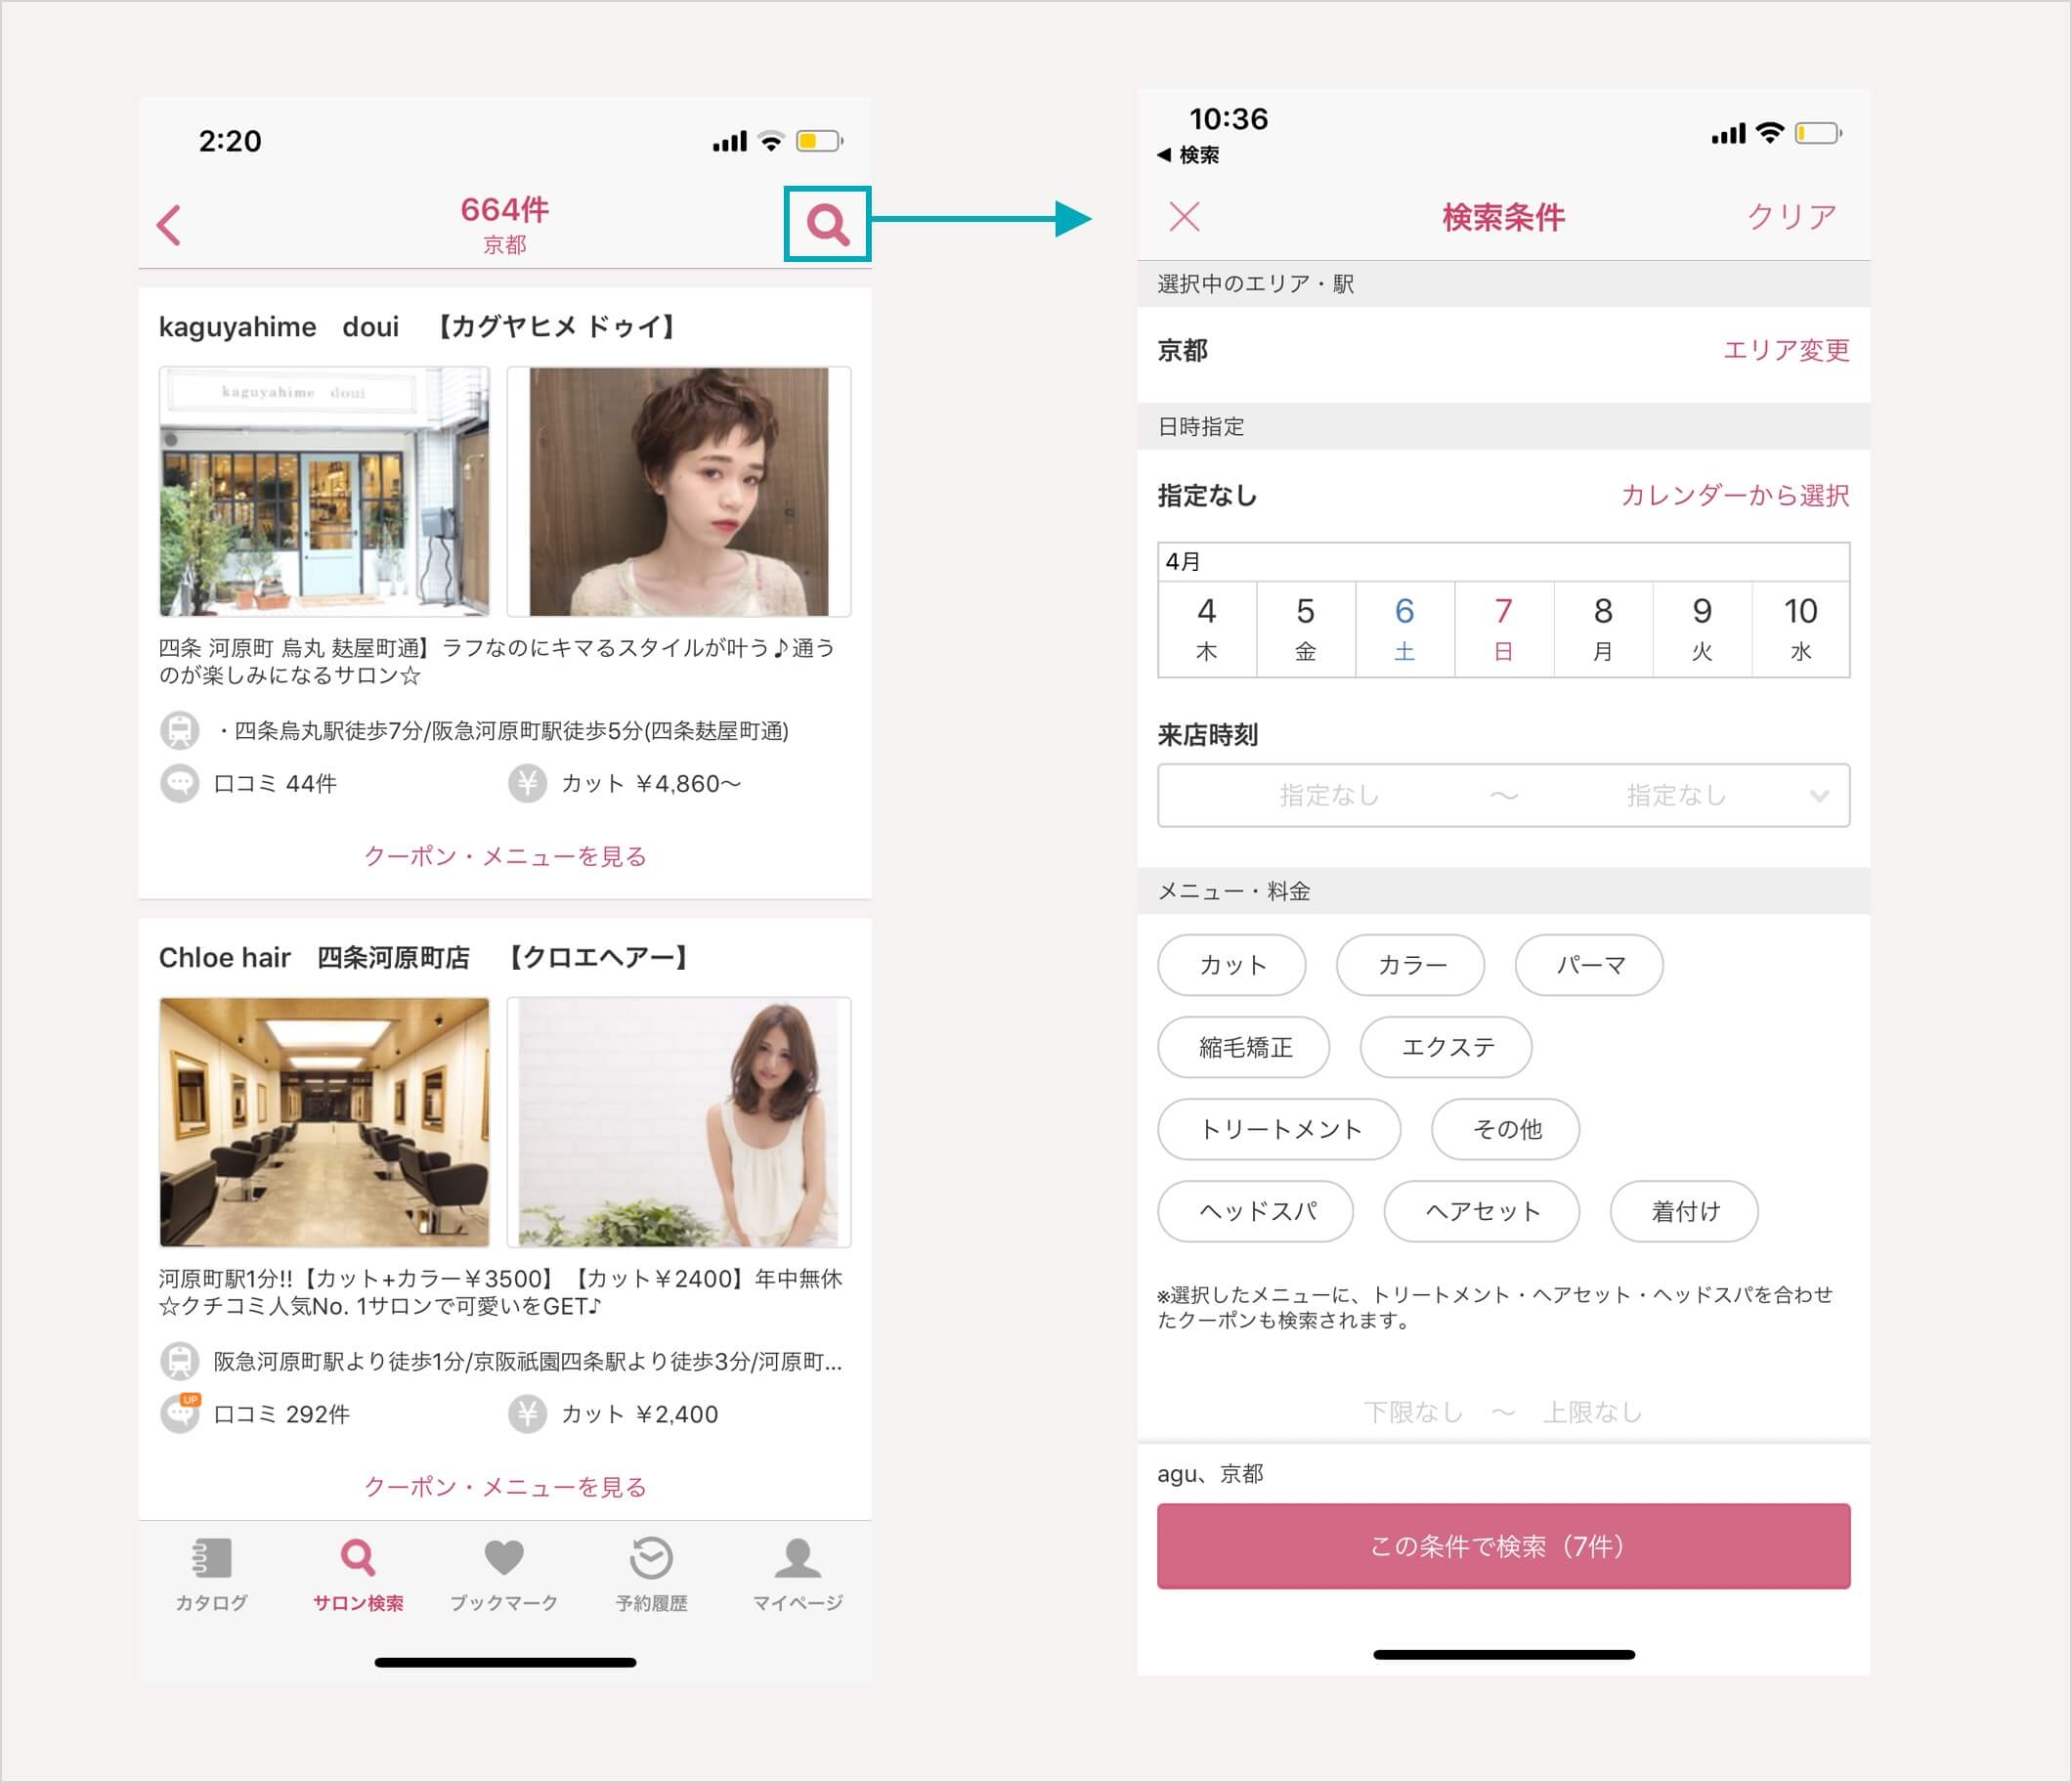 2:20
664件
京都
kaguyahime doui 【カグヤヒメ ドゥイ】
kaguyahime doui
四条 河原町 烏丸 麸屋町通】ラフなのにキマるスタイルが叶う♪通う
のが楽しみになるサロン☆
・四条烏丸駅徒歩7分/阪急河原町駅徒歩5分(四条麸屋町通)
口コミ 44件
カット ￥4,860〜
クーポン・メニューを見る
Chloe hair 四条河原町店 【クロエヘアー】
河原町駅1分!!【カット+カラー￥3500】【カット￥2400】年中無休
☆クチコミ人気No. 1サロンで可愛いをGET♪
阪急河原町駅より徒歩1分/京阪祇園四条駅より徒歩3分/河原町...
UP
口コミ 292件
カット ￥2,400
クーポン・メニューを見る
カタログ
サロン検索
ブックマーク
予約履歴
マイページ
10:36
◀ 検索
検索条件
クリア
選択中のエリア・駅
京都
エリア変更
日時指定
指定なし
カレンダーから選択
4月
4 5 6 7 8 9 10
木 金 土 日 月 火 水
来店時刻
指定なし 〜 指定なし
メニュー・料金
カット カラー パーマ
縮毛矯正 エクステ
トリートメント その他
ヘッドスパ ヘアセット 着付け
※選択したメニューに、トリートメント・ヘアセット・ヘッドスパを合わせ
たクーポンも検索されます。
下限なし 〜 上限なし
agu、京都
この条件で検索（7件）